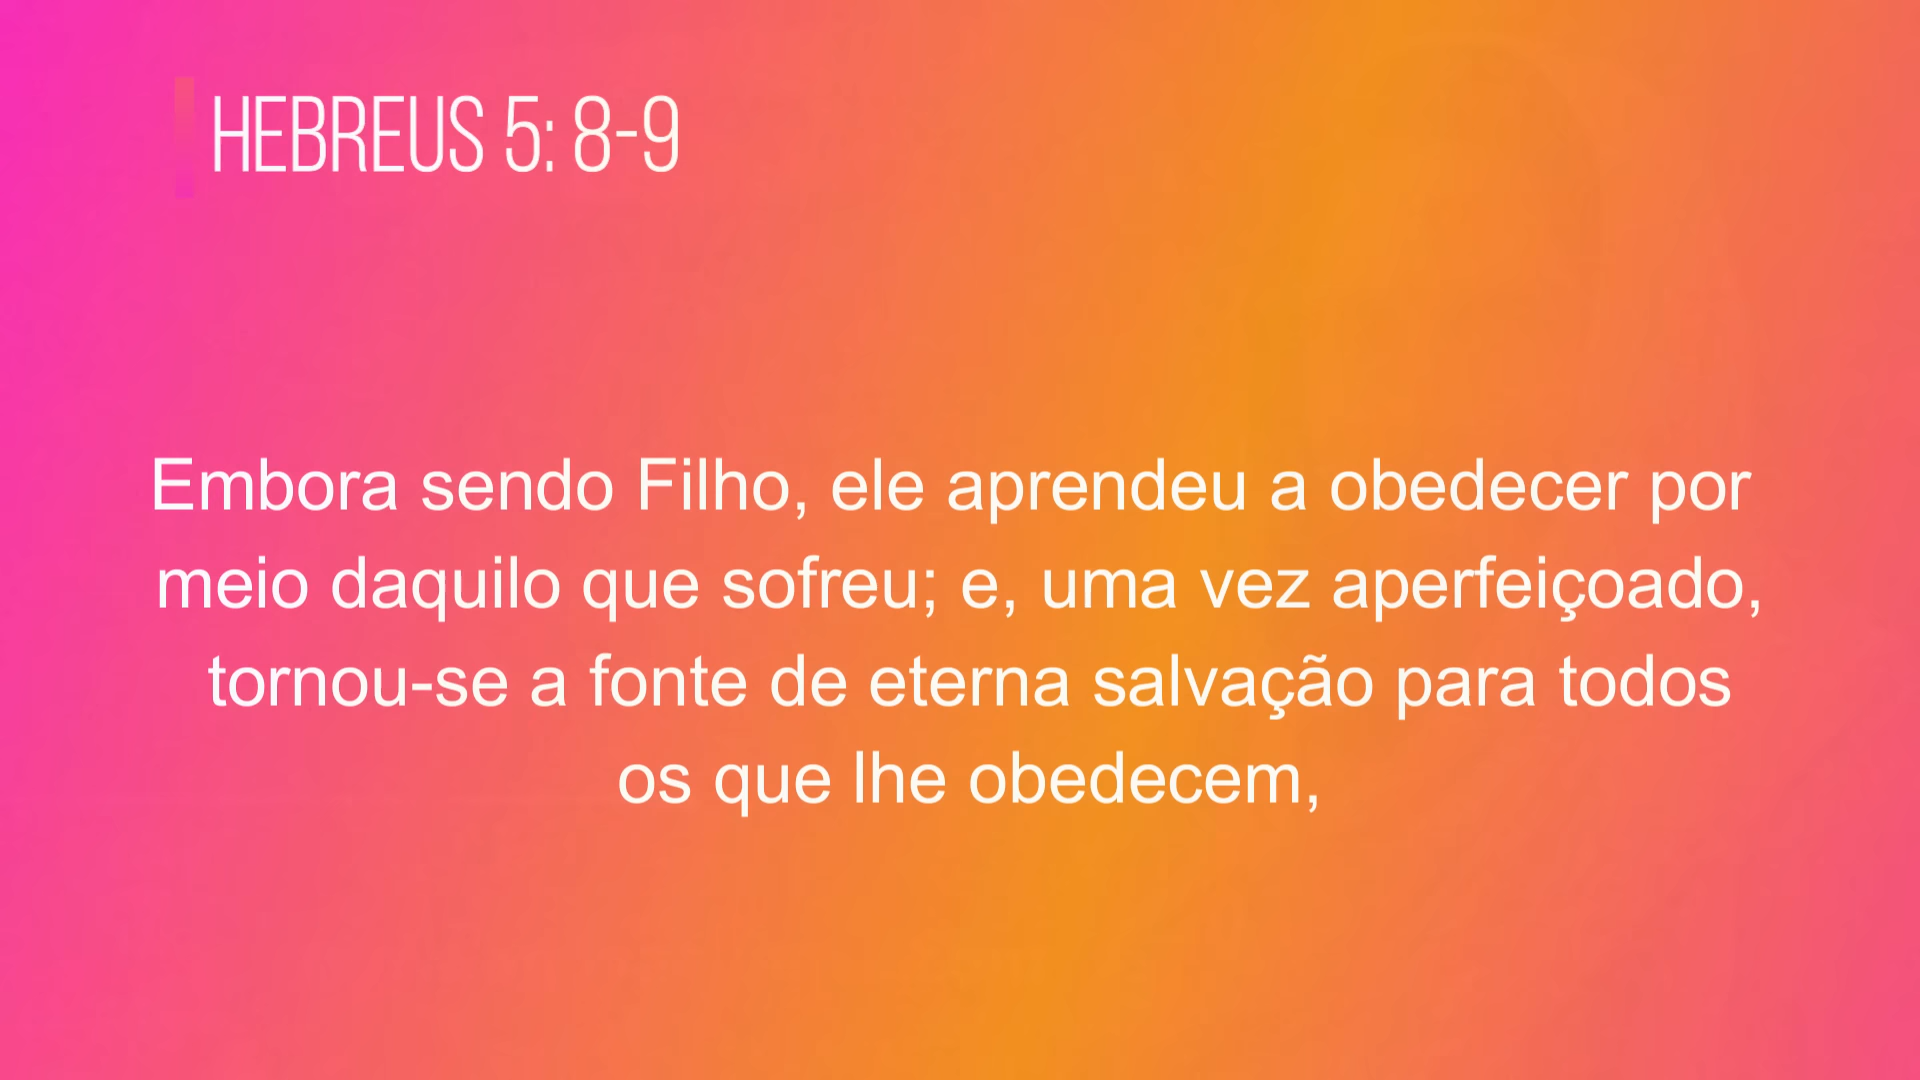 HEBREUS 5: 8-9
Embora sendo Filho, ele aprendeu a obedecer por
meio daquilo que sofreu; e, uma vez aperfeiçoado,
tornou-se a fonte de eterna salvação para todos
os que lhe obedecem,